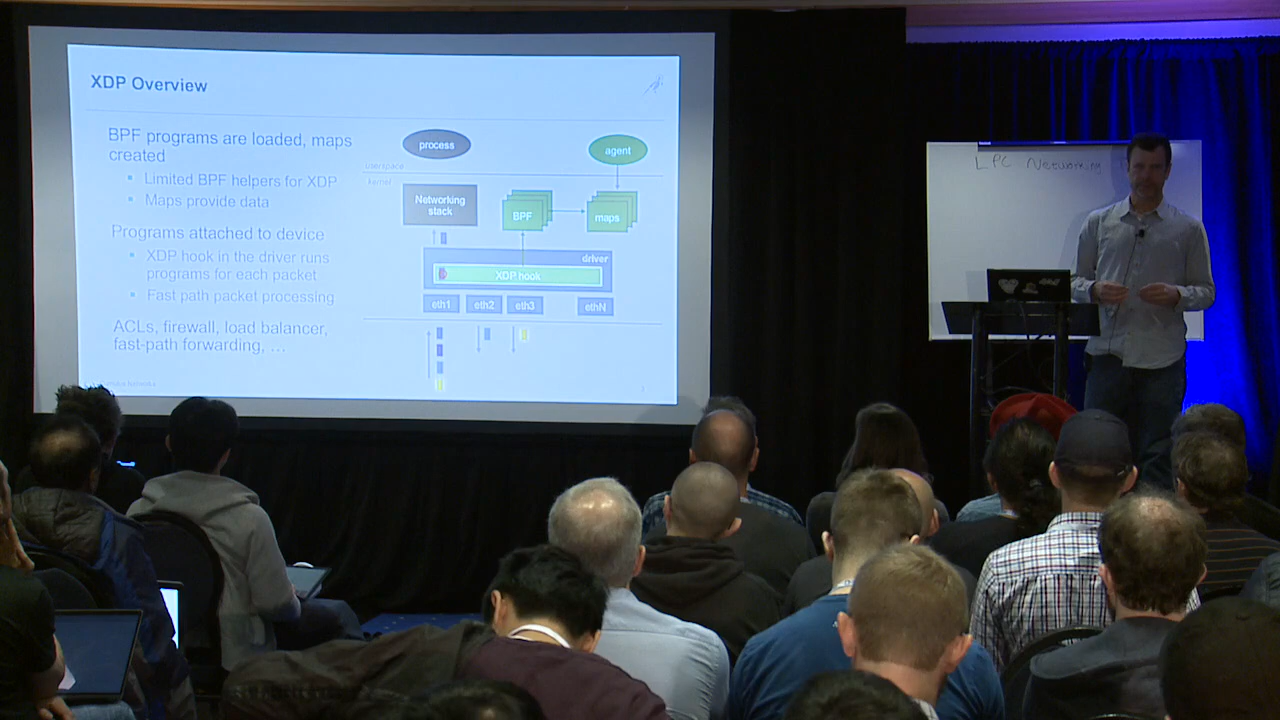 XDP Overview
BPF programs are loaded, maps
created
Limited BPF helpers for XDP
Maps provide data
Programs attached to device
XDP hook in the driver runs
programs for each packet
Fast path packet processing
ACLs, firewall, load balancer,
fast-path forwarding, …
process
agent
userspace
kernel
Networking
stack
BPF
maps
driver
XDP hook
eth1
eth2
eth3
ethN
LPC Networking